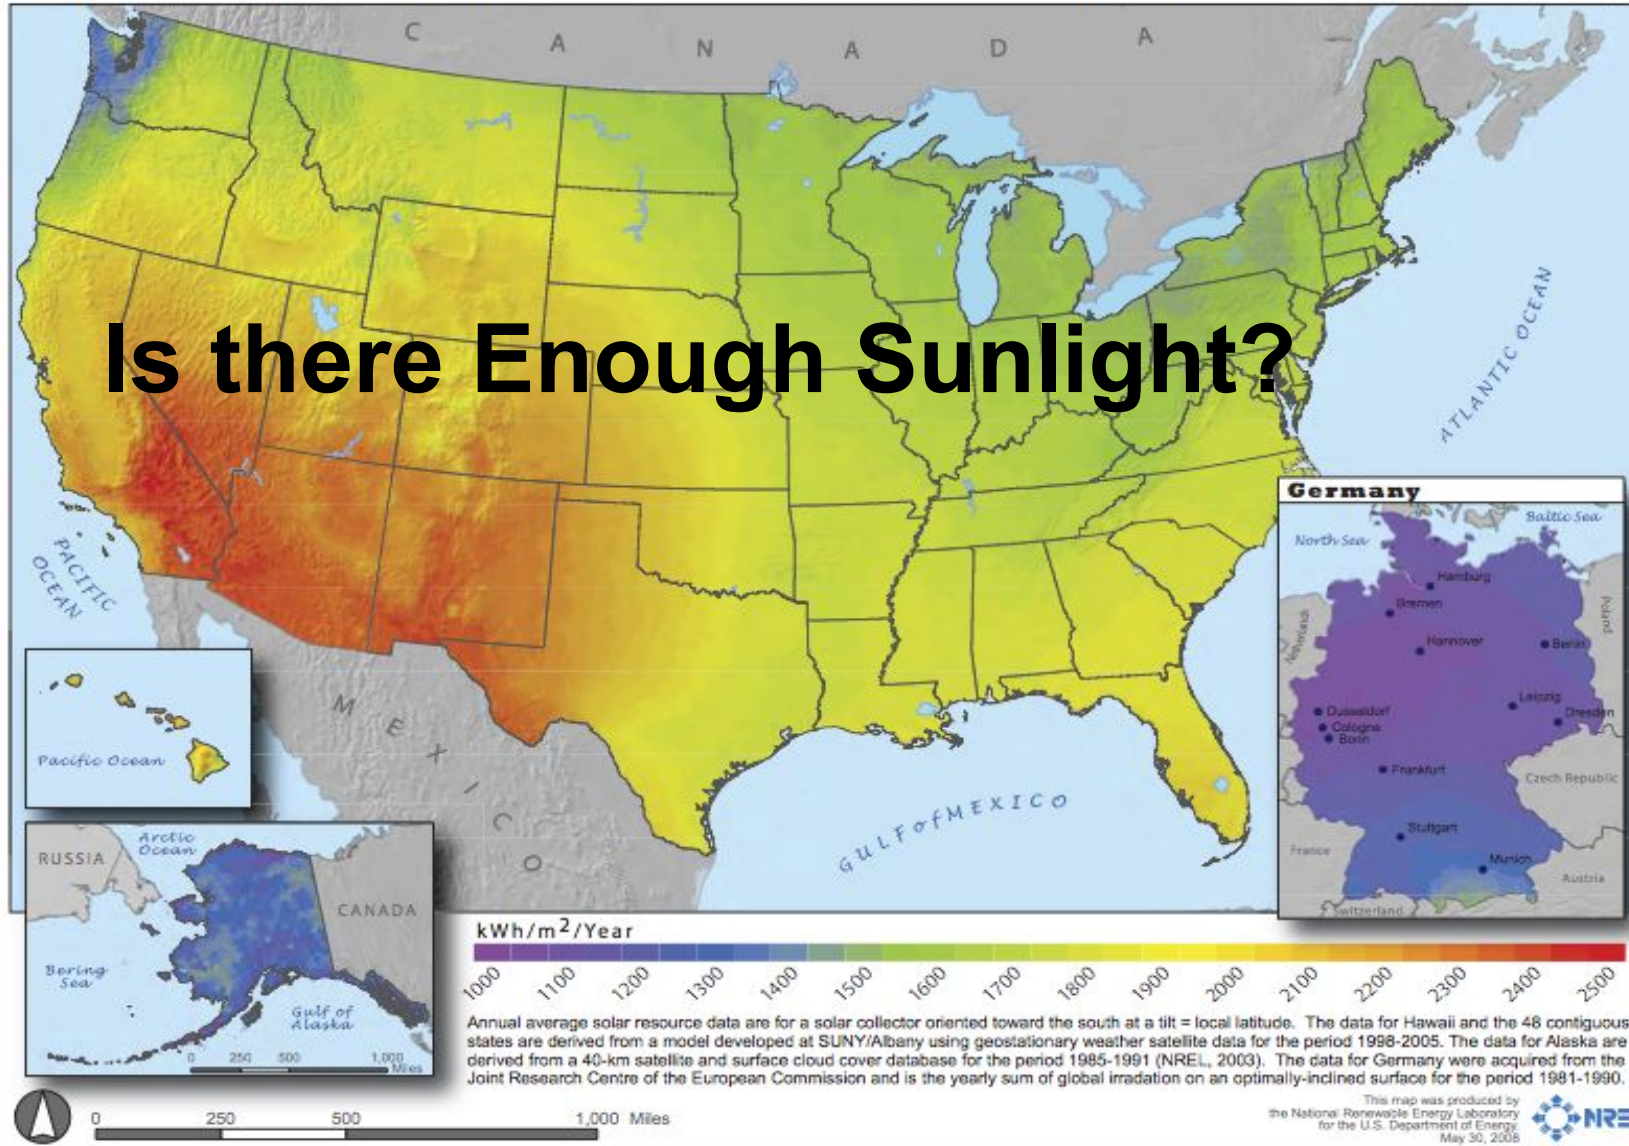 C A N A D A
Is there Enough Sunlight?
ATLANTIC OCEAN
PACIFIC
OCEAN
Germany
Baltic Sea
North Sea
Hamburg
Bremen
Poland
Netherlands
Hannover
Berlin
Leipzig
Dusseldorf
Dresden
Cologne
Bonn
Frankfurt
Czech Republic
Stuttgart
France
Munich
Austria
Switzerland
MEXICO
Pacific Ocean
GULF of MEXICO
Arctic
Ocean
RUSSIA
CANADA
Bering
Sea
Gulf of
Alaska
0 250 500 1,000
Miles
kWh/m2/Year
1000 1100 1200 1300 1400 1500 1600 1700 1800 1900 2000 2100 2200 2300 2400 2500
Annual average solar resource data are for a solar collector oriented toward the south at a tilt = local latitude. The data for Hawaii and the 48 contiguous
states are derived from a model developed at SUNY/Albany using geostationary weather satellite data for the period 1998-2005. The data for Alaska are
derived from a 40-km satellite and surface cloud cover database for the period 1985-1991 (NREL, 2003). The data for Germany were acquired from the
Joint Research Centre of the European Commission and is the yearly sum of global irradation on an optimally-inclined surface for the period 1981-1990.
This map was produced by
the National Renewable Energy Laboratory
for the U.S. Department of Energy.
May 30, 2008
NRE
0 250 500 1,000 Miles